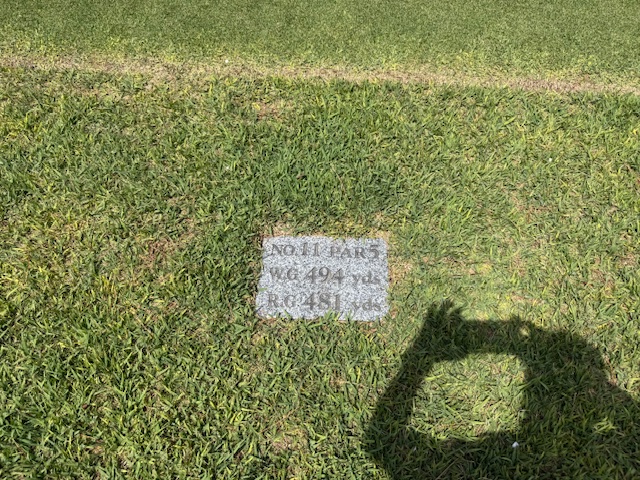 NO.11 PAR5
W.G 494 yds
R.G 481 yds